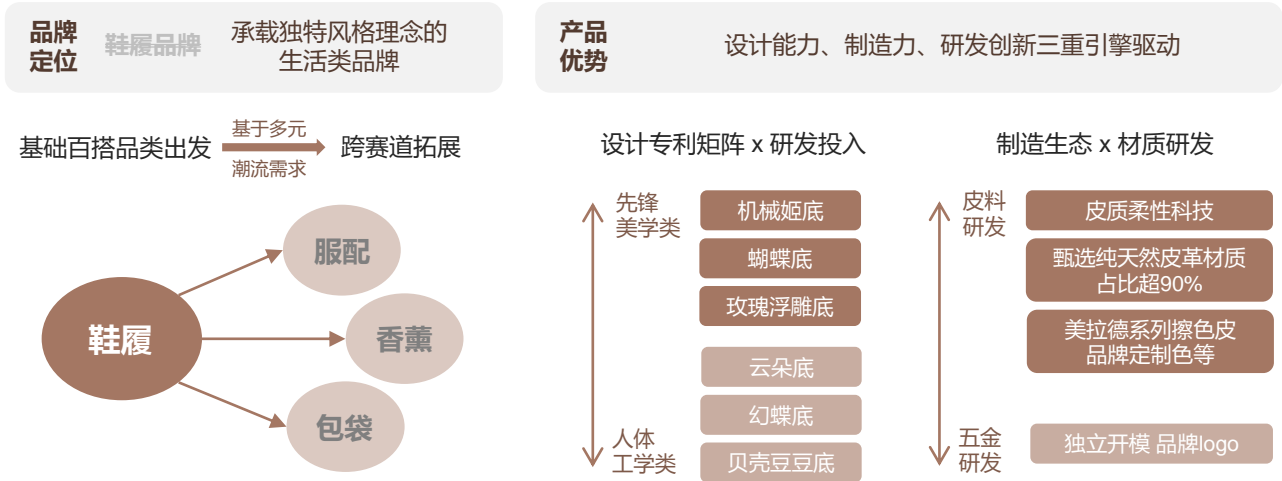 品牌
定位
鞋履品牌
承载独特风格理念的
生活类品牌
基础百搭品类出发
基于多元
潮流需求
跨赛道拓展
鞋履
服配
香薰
包袋
产品
优势
设计能力、制造力、研发创新三重引擎驱动
设计专利矩阵 x 研发投入
先锋
美学类
机械姬底
蝴蝶底
玫瑰浮雕底
云朵底
幻蝶底
贝壳豆豆底
人体
工学类
制造生态 x 材质研发
皮料
研发
皮质柔性科技
甄选纯天然皮革材质
占比超90%
美拉德系列擦色皮
品牌定制色等
五金
研发
独立开模 品牌logo